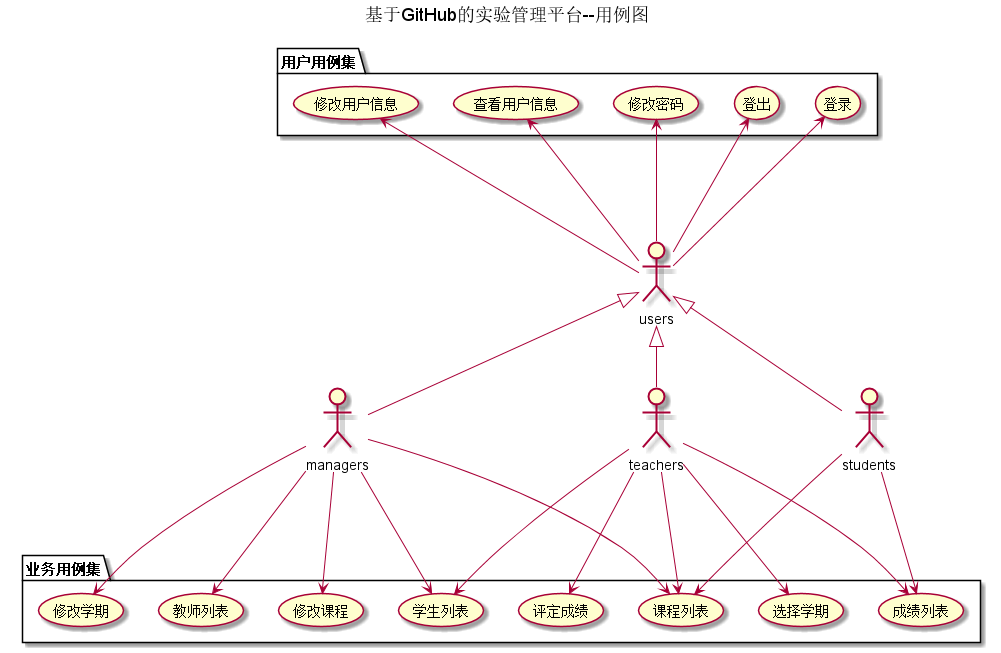 基于GitHub的实验管理平台--用例图
用户用例集
修改用户信息
查看用户信息
修改密码
登出
登录
users
managers
teachers
students
业务用例集
修改学期
教师列表
修改课程
学生列表
评定成绩
课程列表
选择学期
成绩列表